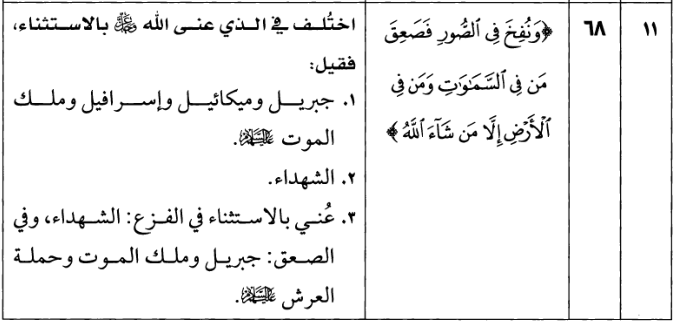 ١١
٦٨
﴿وَنُفِخَ فِى ٱلصُّورِ فَصَعِقَ
مَن فِى ٱلسَّمَٰوَٰتِ وَمَن فِى
ٱلْأَرْضِ إِلَّا مَن شَآءَ ٱللَّهُ﴾
اختُلف في الذي عنى الله ﷻ بالاستثناء،
فقيل:
١. جبريل وميكائيل وإسرافيل وملك
الموت عليهم السلام.
٢. الشهداء.
٣. عُني بالاستثناء في الفزع: الشهداء، وفي
الصعق: جبريل وملك الموت وحملة
العرش عليهم السلام.